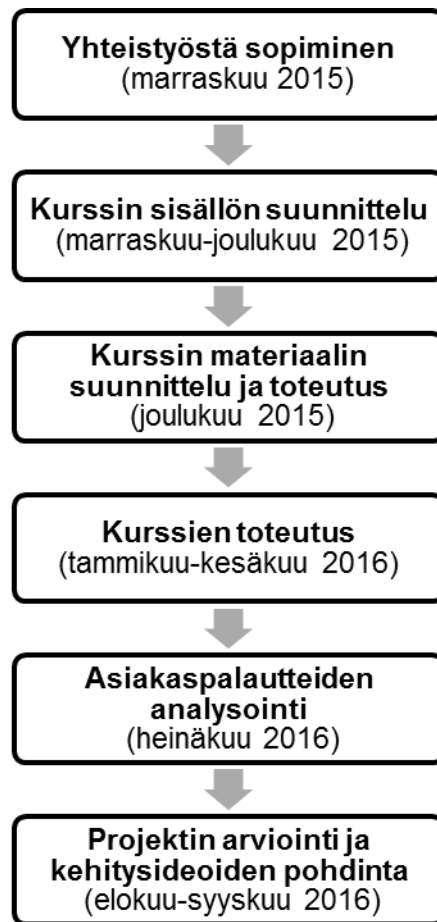 Yhteistyöstä sopiminen
(marraskuu 2015)
Kurssin sisällön suunnittelu
(marraskuu-joulukuu 2015)
Kurssin materiaalin
suunnittelu ja toteutus
(joulukuu 2015)
Kurssien toteutus
(tammikuu-kesäkuu 2016)
Asiakaspalautteiden
analysointi
(heinäkuu 2016)
Projektin arviointi ja
kehitysideoiden pohdinta
(elokuu-syyskuu 2016)